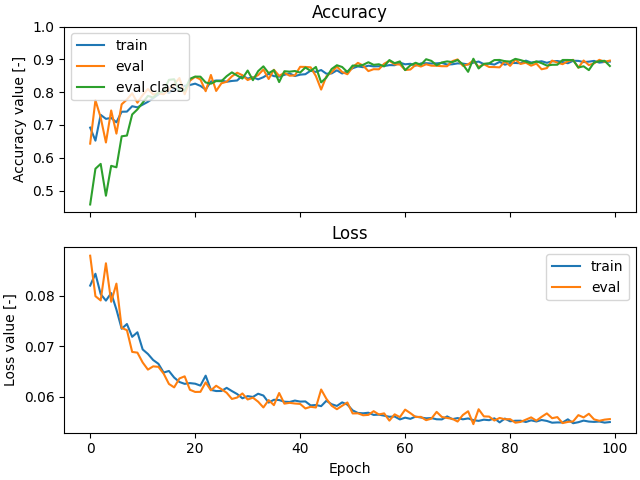 Accuracy
Accuracy value [-]
1.0
0.9
0.8
0.7
0.6
0.5
train
eval
eval class
Loss
Loss value [-]
0.08
0.07
0.06
train
eval
0
20
40
60
80
100
Epoch